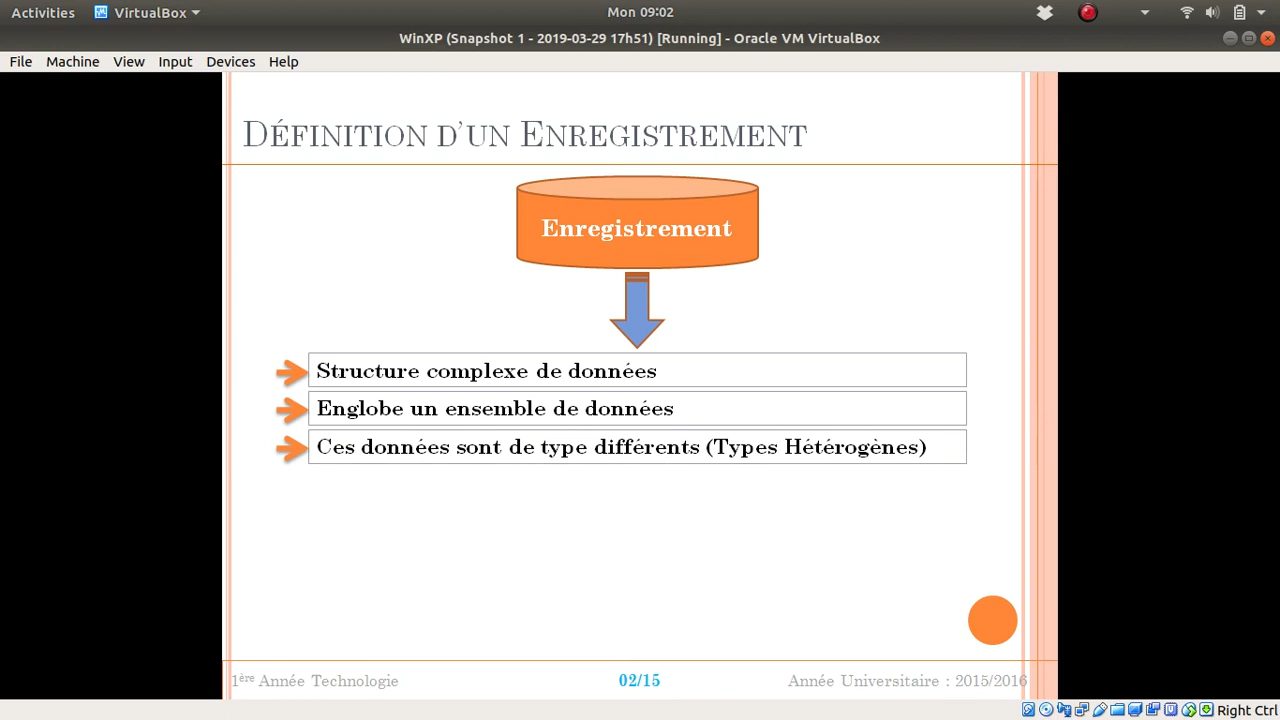 Activities VirtualBox Mon 09:02
WinXP (Snapshot 1 - 2019-03-29 17h51) [Running] - Oracle VM VirtualBox
File Machine View Input Devices Help
Définition d'un Enregistrement
Enregistrement
Structure complexe de données
Englobe un ensemble de données
Ces données sont de type différents (Types Hétérogènes)
1ère Année Technologie 02/15 Année Universitaire : 2015/2016
Right Ctrl